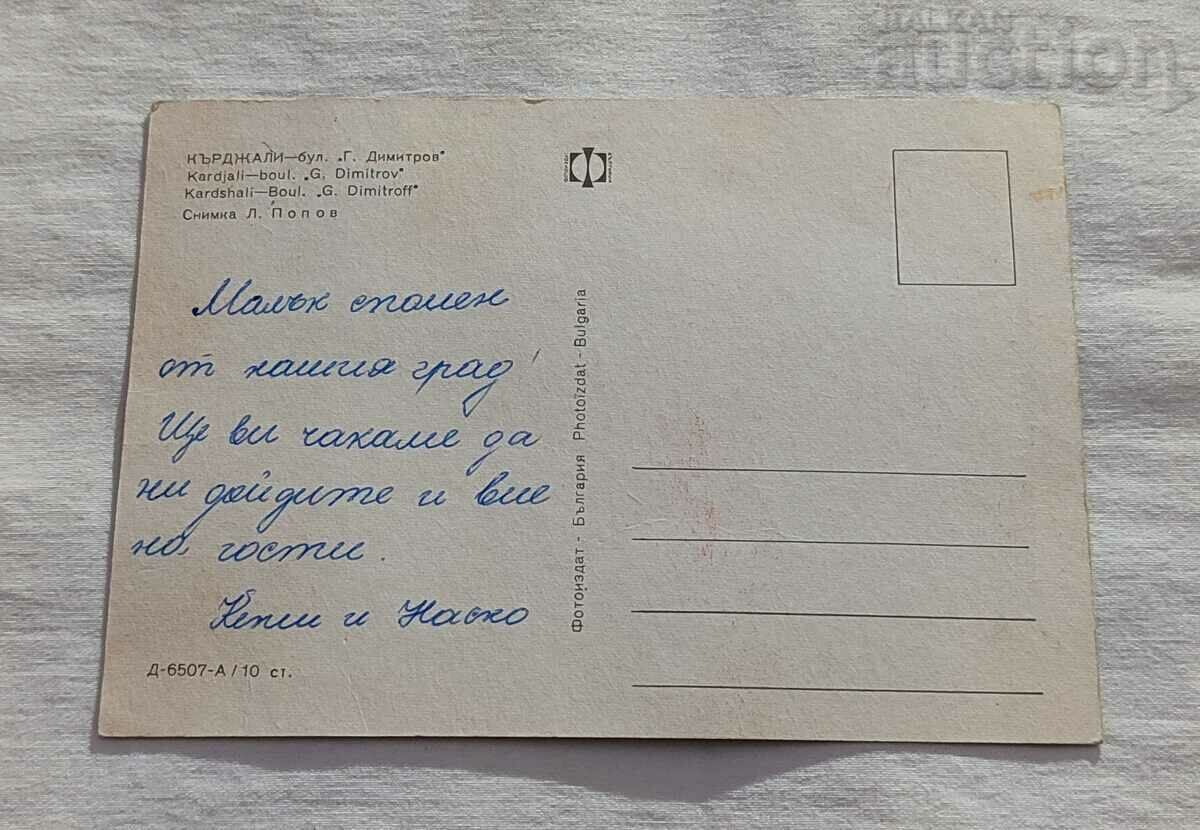 BALKAN
auction
КЪРДЖАЛИ—бул. „Г. Димитров"
Kardjali—boul. „G. Dimitrov"
Kardshali—Boul. „G. Dimitroff"
Снимка Л. Попов
Малък спомен
от нашия град!
Ще ви чакаме да
ни дойдите и вие
на гости.
и Наско
Д-6507-А/10 ст.
Фотоиздат - България Photoizdat - Bulgaria